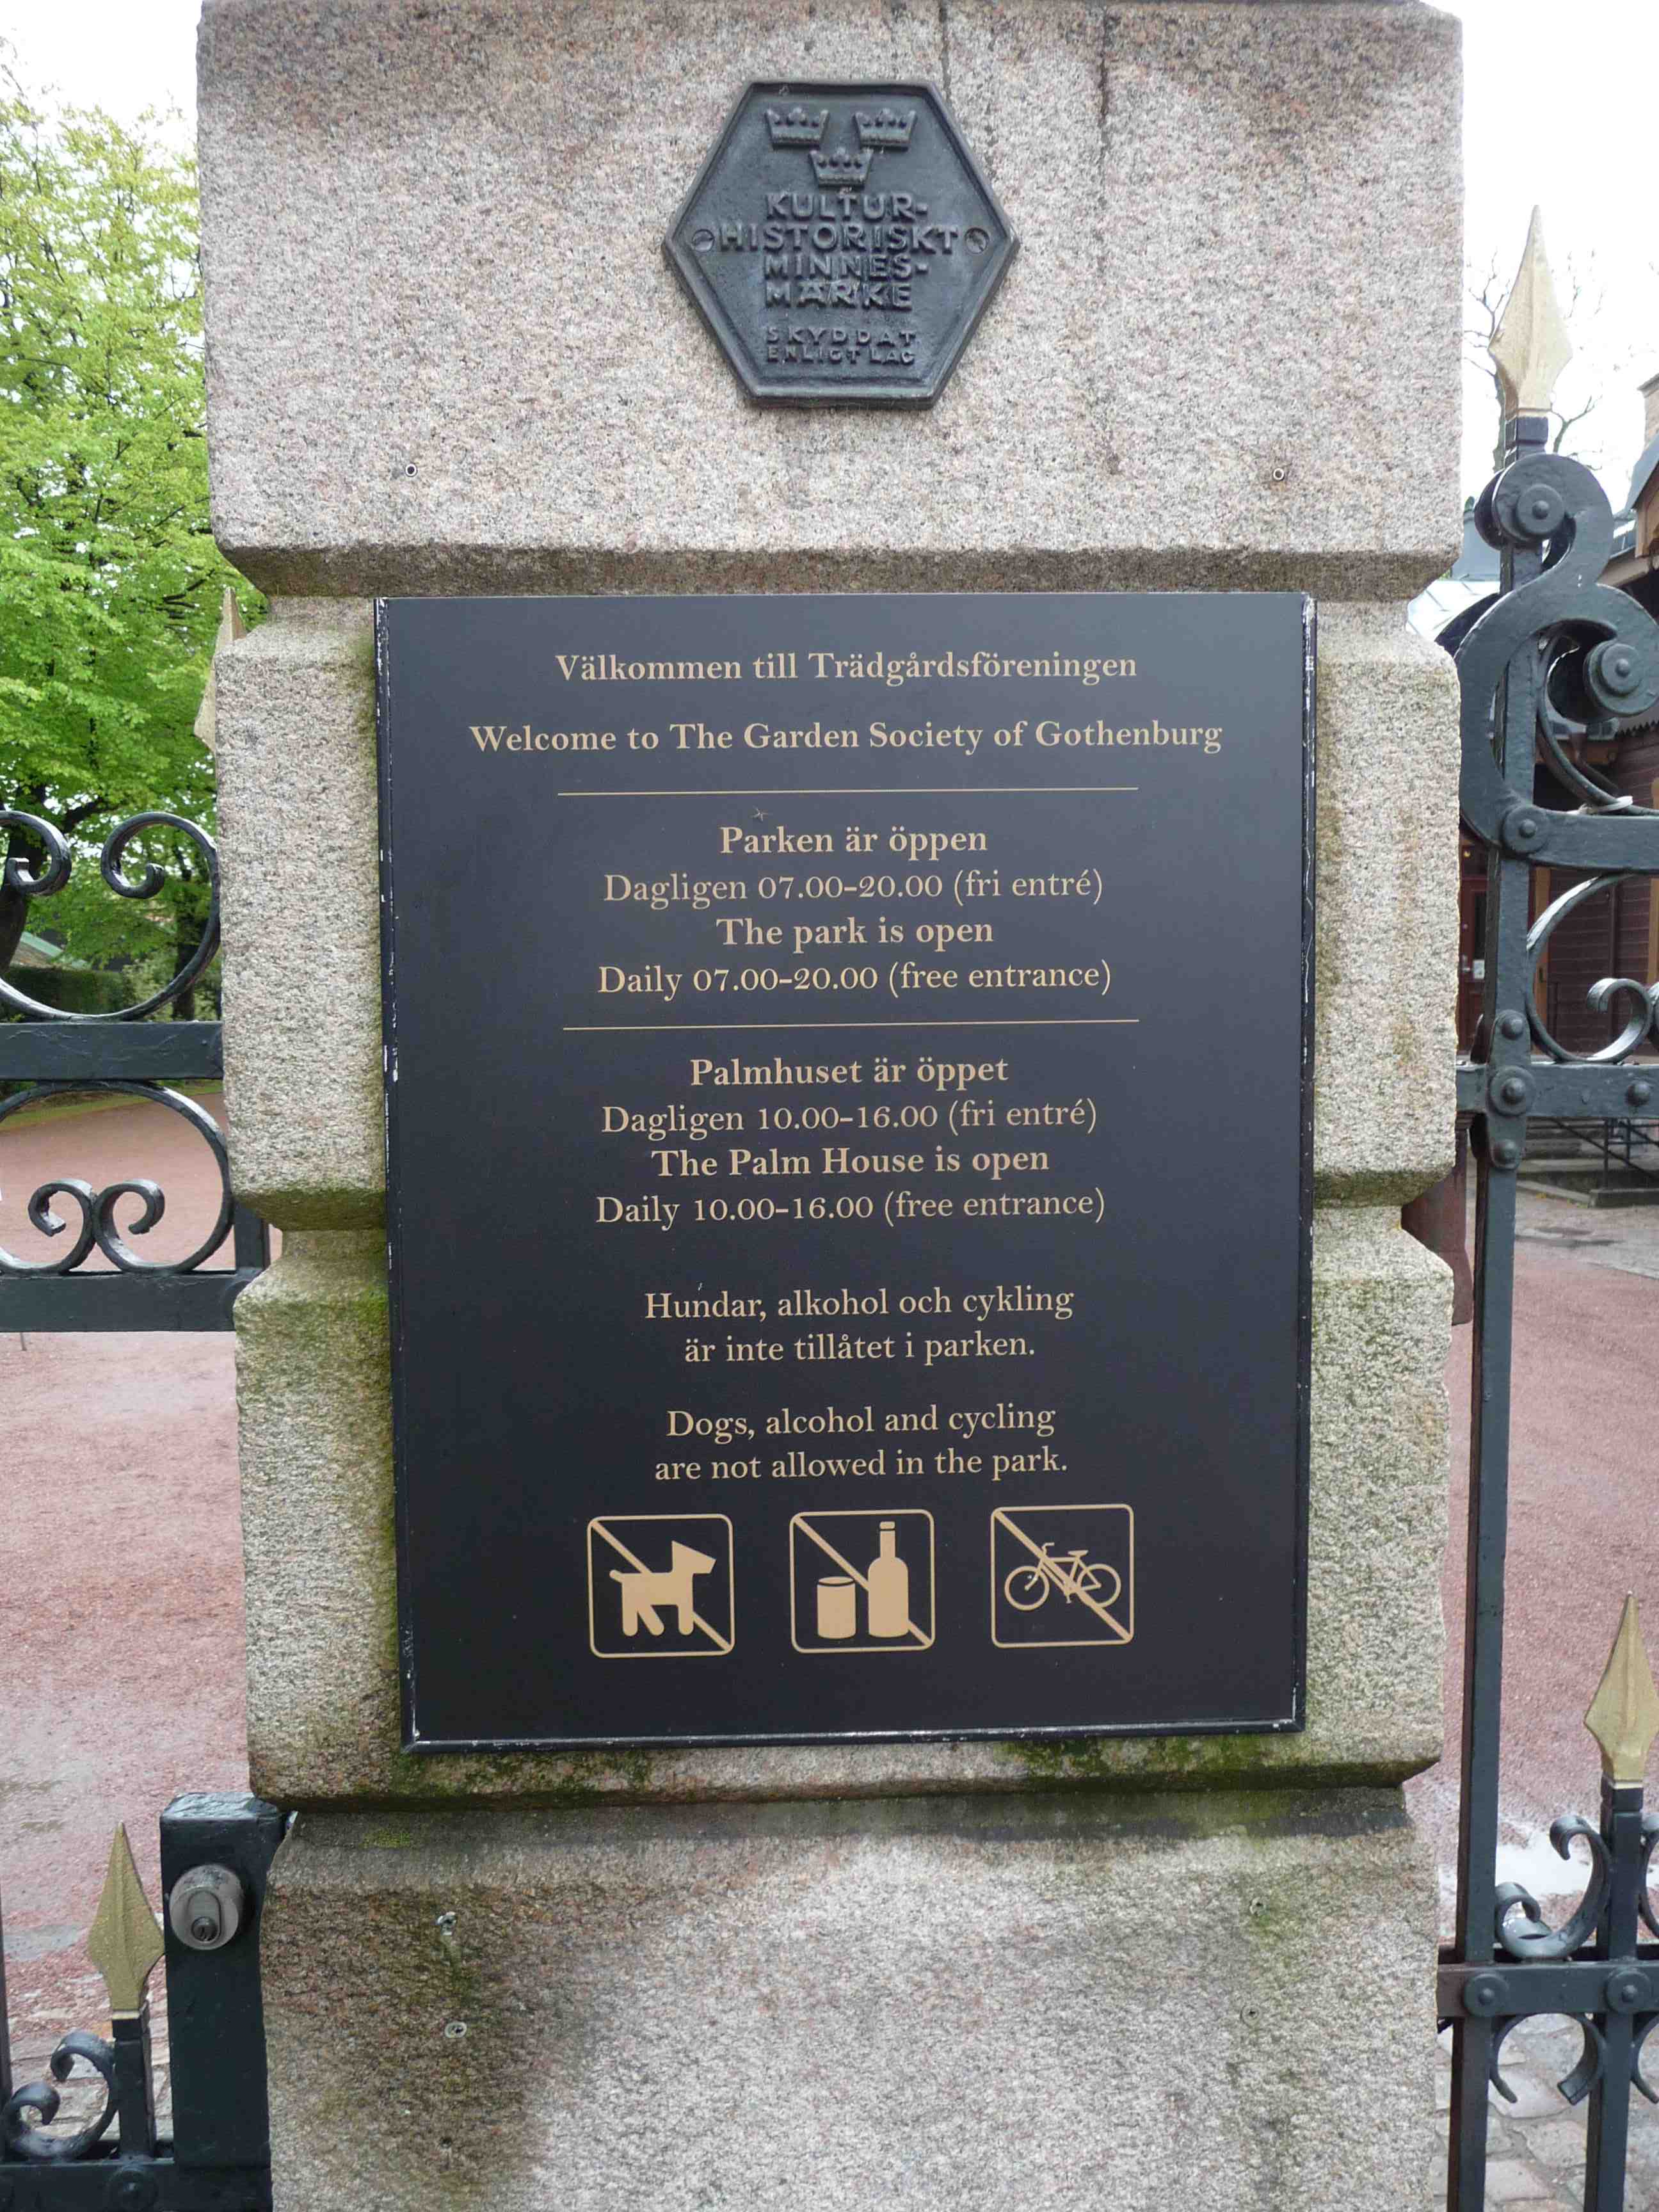 KULTUR-
HISTORISKT
MINNES-
MÄRKE
SKYDDAT
ENLIGT LAG
Välkommen till Trädgårdsföreningen
Welcome to The Garden Society of Gothenburg
Parken är öppen
Dagligen 07.00-20.00 (fri entré)
The park is open
Daily 07.00-20.00 (free entrance)
Palmhuset är öppet
Dagligen 10.00-16.00 (fri entré)
The Palm House is open
Daily 10.00-16.00 (free entrance)
Hundar, alkohol och cykling
är inte tillåtet i parken.
Dogs, alcohol and cycling
are not allowed in the park.